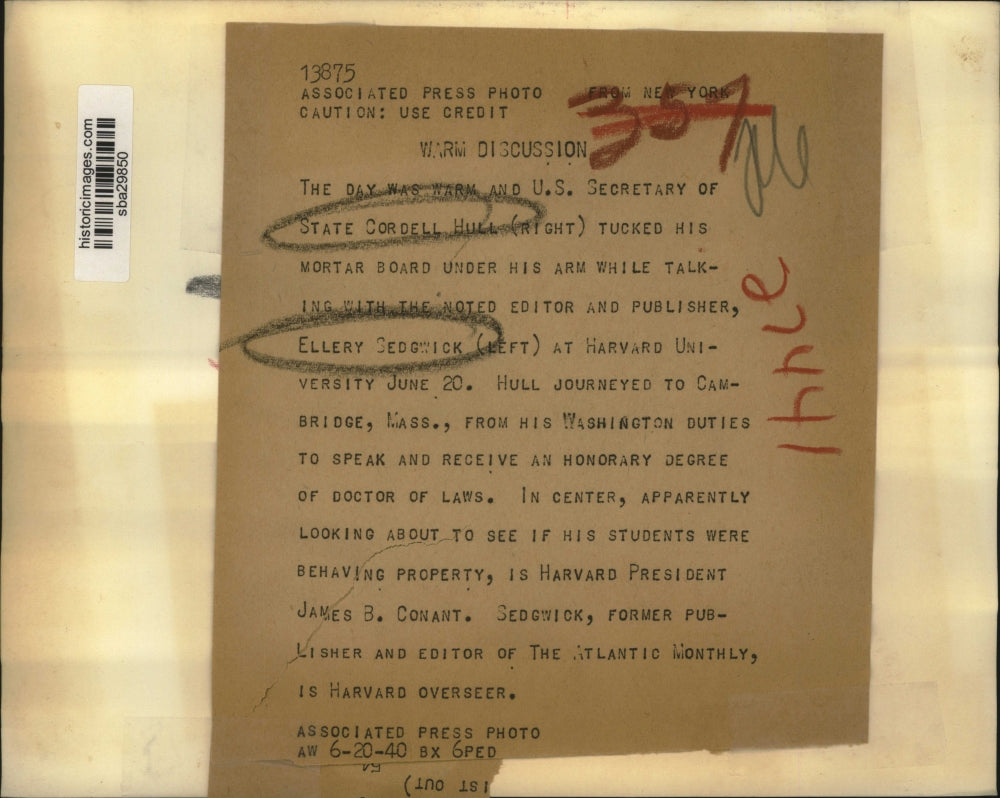 historicimages.com
sba29850
13875
ASSOCIATED PRESS PHOTO FROM NEW YORK
CAUTION: USE CREDIT
357
WARM DISCUSSION
THE DAY WAS WARM AND U.S. SECRETARY OF
STATE CORDELL HULL (RIGHT) TUCKED HIS
MORTAR BOARD UNDER HIS ARM WHILE TALK-
ING WITH THE NOTED EDITOR AND PUBLISHER,
ELLERY SEDGWICK (LEFT) AT HARVARD UNI-
VERSITY JUNE 20. HULL JOURNEYED TO CAM-
BRIDGE, MASS., FROM HIS WASHINGTON DUTIES
TO SPEAK AND RECEIVE AN HONORARY DEGREE
OF DOCTOR OF LAWS. IN CENTER, APPARENTLY
LOOKING ABOUT TO SEE IF HIS STUDENTS WERE
BEHAVING PROPERTY, IS HARVARD PRESIDENT
JAMES B. CONANT. SEDGWICK, FORMER PUB-
LISHER AND EDITOR OF THE ATLANTIC MONTHLY,
IS HARVARD OVERSEER.
ASSOCIATED PRESS PHOTO
AW 6-20-40 BX 6PED
1ST OUT)